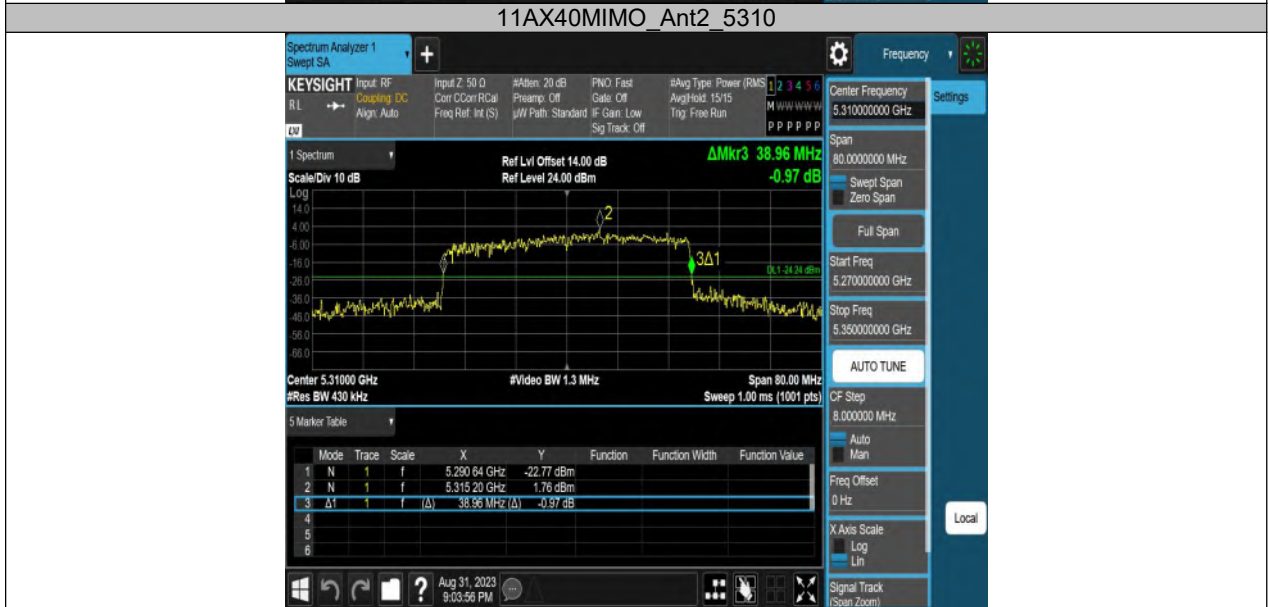 11AX40MIMO_Ant2_5310
Spectrum Analyzer 1
Swept SA
+
Frequency
KEYSIGHT
RL
LXI
Input: RF
Coupling: DC
Align: Auto
Input Z: 50 Ω
Corr CCorr RCal
Freq Ref: Int (S)
#Atten: 20 dB
Preamp: Off
µW Path: Standard
PNO: Fast
Gate: Off
IF Gain: Low
Sig Track: Off
#Avg Type: Power (RMS
Avg|Hold: 15/15
Trig: Free Run
1 2 3 4 5 6
M W W W W W
P P P P P P
Center Frequency
5.310000000 GHz
Settings
Span
80.0000000 MHz
Swept Span
Zero Span
Full Span
Start Freq
5.270000000 GHz
Stop Freq
5.350000000 GHz
AUTO TUNE
CF Step
8.000000 MHz
Auto
Man
Freq Offset
0 Hz
X Axis Scale
Log
Lin
Signal Track
(Span Zoom)
Local
1 Spectrum
Scale/Div 10 dB
Ref Lvl Offset 14.00 dB
Ref Level 24.00 dBm
ΔMkr3 38.96 MHz
-0.97 dB
Log
14.0
4.00
-6.00
-16.0
-26.0
-36.0
-46.0
-56.0
-66.0
2
3Δ1
DL1 -24.24 dBm
Center 5.31000 GHz
#Video BW 1.3 MHz
Span 80.00 MHz
#Res BW 430 kHz
Sweep 1.00 ms (1001 pts)
5 Marker Table
Mode Trace Scale X Y Function Function Width Function Value
1 N 1 f 5.290 64 GHz -22.77 dBm
2 N 1 f 5.315 20 GHz 1.76 dBm
3 Δ1 1 f (Δ) 38.96 MHz (Δ) -0.97 dB
4
5
6
?
Aug 31, 2023
9:03:56 PM